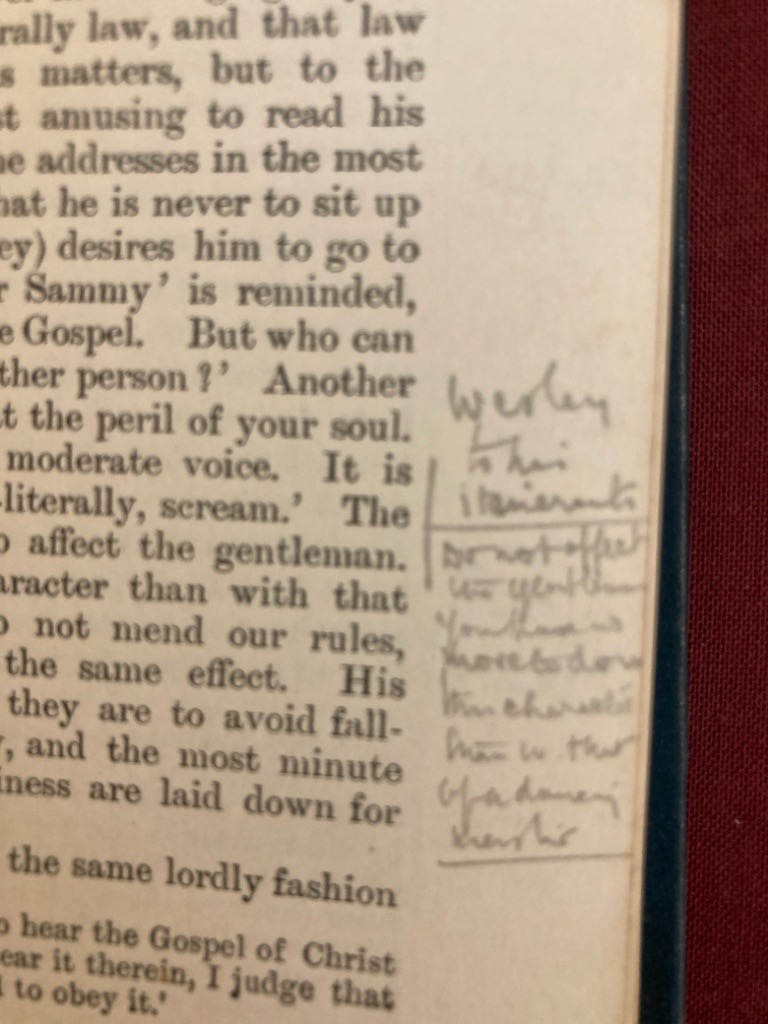 rally law, and that law
s matters, but to the
st amusing to read his
ne addresses in the most
hat he is never to sit up
ey) desires him to go to
r Sammy' is reminded,
e Gospel. But who can
ther person?' Another
t the peril of your soul.
moderate voice. It is
-literally, scream.' The
o affect the gentleman.
aracter than with that
o not mend our rules,
the same effect. His
they are to avoid fall-
, and the most minute
iness are laid down for
the same lordly fashion
o hear the Gospel of Christ
ear it therein, I judge that
l to obey it.'
Wesley
to his
itinerants
Do not affect
the gentleman
You have no
more to do w
this character
than w. that
of a dancing
master